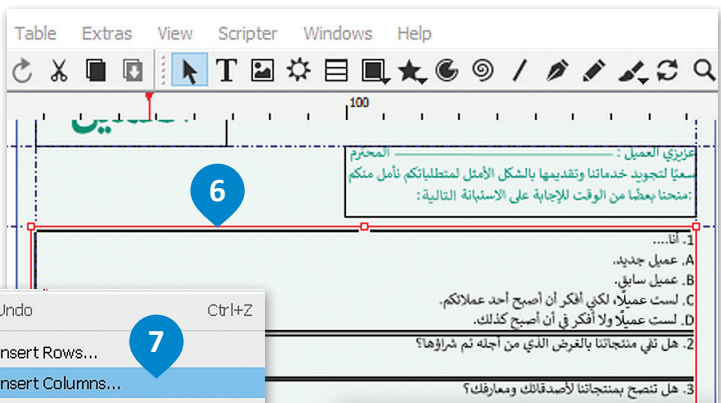 Table Extras View Scripter Windows Help
100
عزيزي العميل : ــــــــــــــــــــ المحترم
سعيًا لتجويد خدماتنا وتقديمها بالشكل الأمثل لمتطلباتكم نأمل منكم
:منحنا بعضًا من الوقت للإجابة على الاستبانة التالية:
6
1. أنا....
A. عميل جديد.
B. عميل سابق.
C. لست عميلًا، لكني أفكر أن أصبح أحد عملائكم.
D. لست عميلًا ولا أفكر في أن أصبح كذلك.
2. هل تفي منتجاتنا بالغرض الذي من أجله تم شراؤها؟
3. هل تنصح بمنتجاتنا لأصدقائك ومعارفك؟
Undo Ctrl+Z
7
nsert Rows...
nsert Columns...